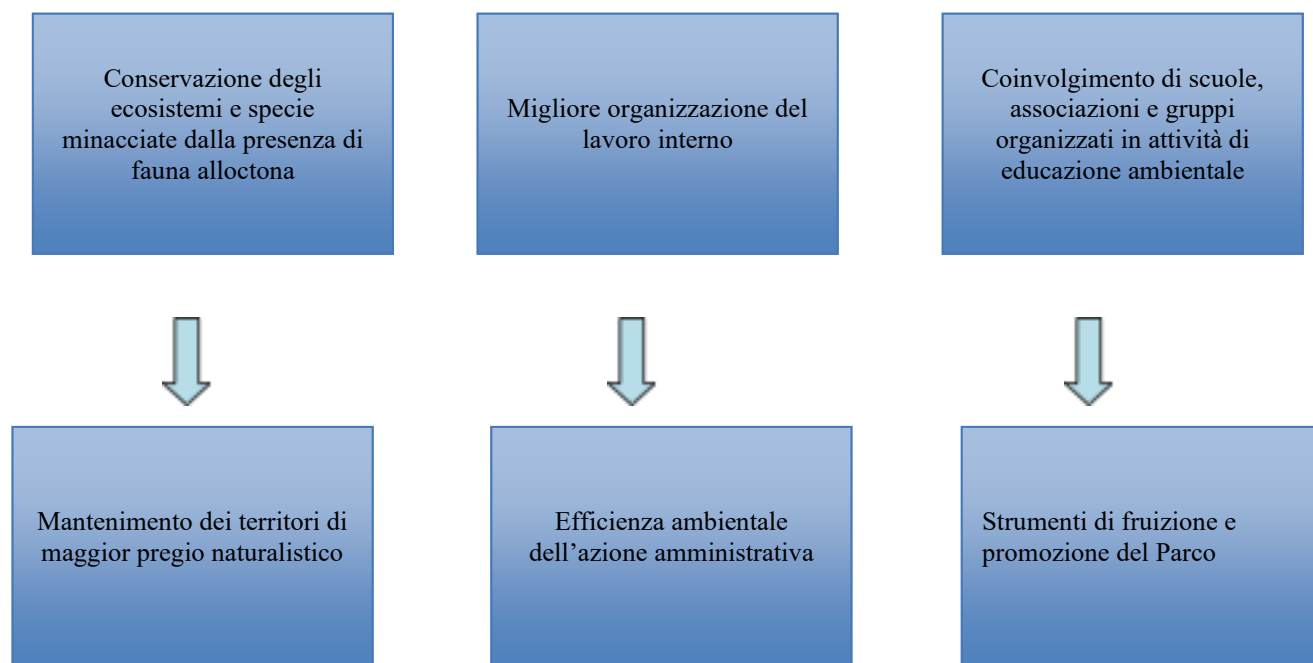 Conservazione degli
ecosistemi e specie
minacciate dalla presenza di
fauna alloctona
Migliore organizzazione del
lavoro interno
Coinvolgimento di scuole,
associazioni e gruppi
organizzati in attività di
educazione ambientale
Mantenimento dei territori di
maggior pregio naturalistico
Efficienza ambientale
dell’azione amministrativa
Strumenti di fruizione e
promozione del Parco